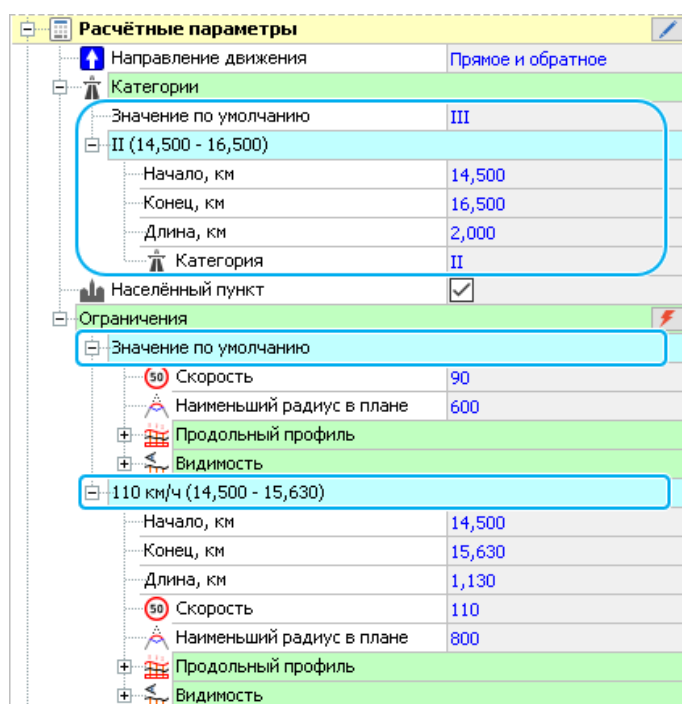 Расчётные параметры
Направление движения Прямое и обратное
Категории
Значение по умолчанию III
II (14,500 - 16,500)
Начало, км 14,500
Конец, км 16,500
Длина, км 2,000
Категория II
Населённый пункт
Ограничения
Значение по умолчанию
50 Скорость 90
Наименьший радиус в плане 600
Продольный профиль
Видимость
110 км/ч (14,500 - 15,630)
Начало, км 14,500
Конец, км 15,630
Длина, км 1,130
50 Скорость 110
Наименьший радиус в плане 800
Продольный профиль
Видимость